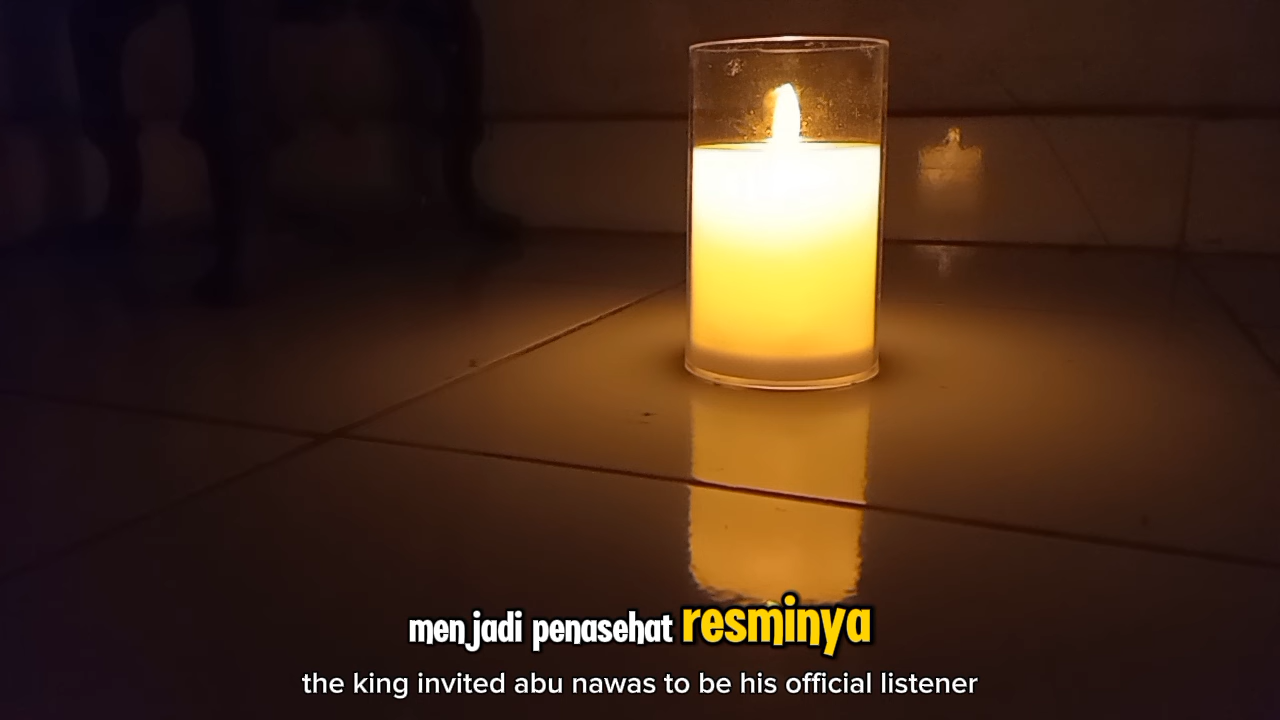 menjadi penasehat resminya
the king invited abu nawas to be his official listener